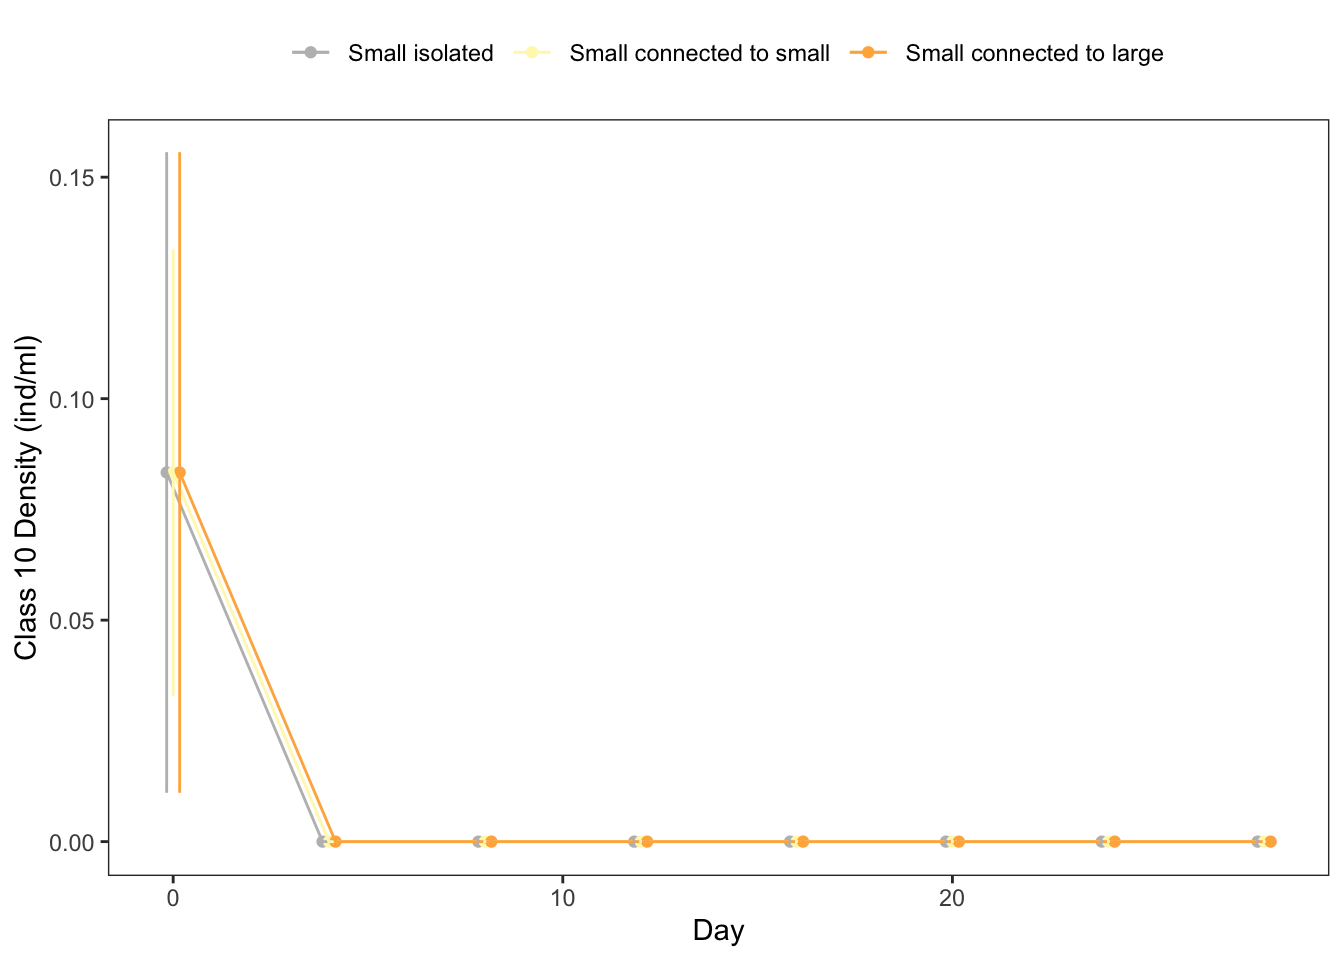 Small isolated Small connected to small Small connected to large
0.15
0.10
0.05
0.00
Class 10 Density (ind/ml)
0 10 20
Day